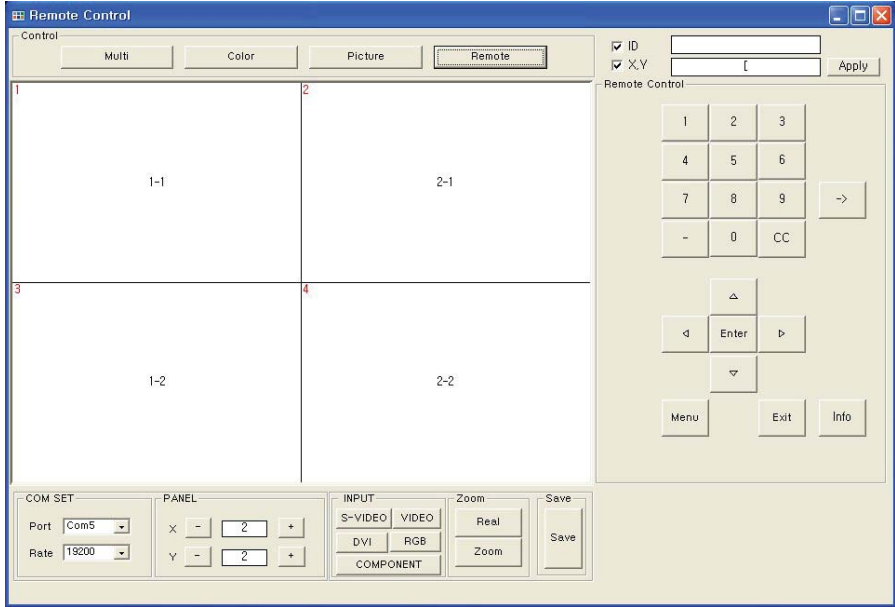 Remote Control
Control
Multi Color Picture Remote
ID
X,Y [ Apply
Remote Control
1 2 3
4 5 6
7 8 9 ->
- 0 CC
Enter
Menu Exit Info
1 2
1-1 2-1
3 4
1-2 2-2
COM SET
Port Com5
Rate 19200
PANEL
X - 2 +
Y - 2 +
INPUT
S-VIDEO VIDEO
DVI RGB
COMPONENT
Zoom
Real
Zoom
Save
Save